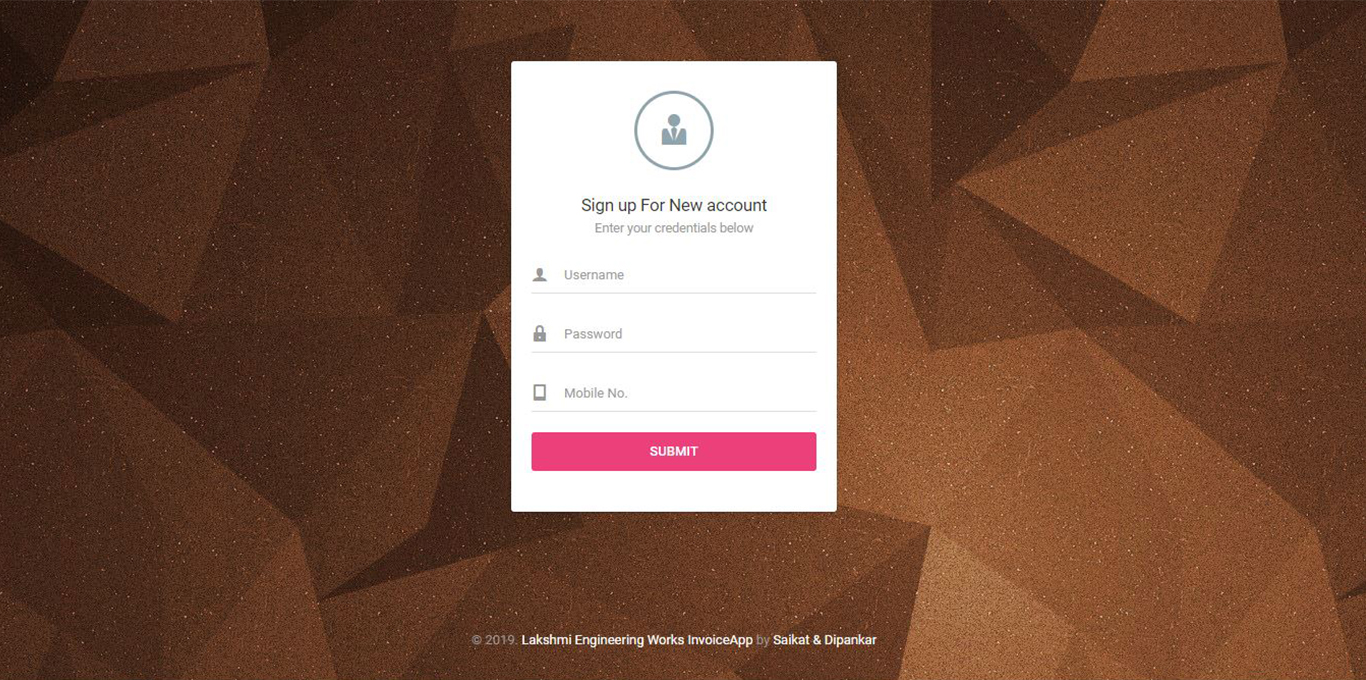 Sign up For New account
Enter your credentials below
Username
Password
Mobile No.
SUBMIT
© 2019. Lakshmi Engineering Works InvoiceApp by Saikat & Dipankar